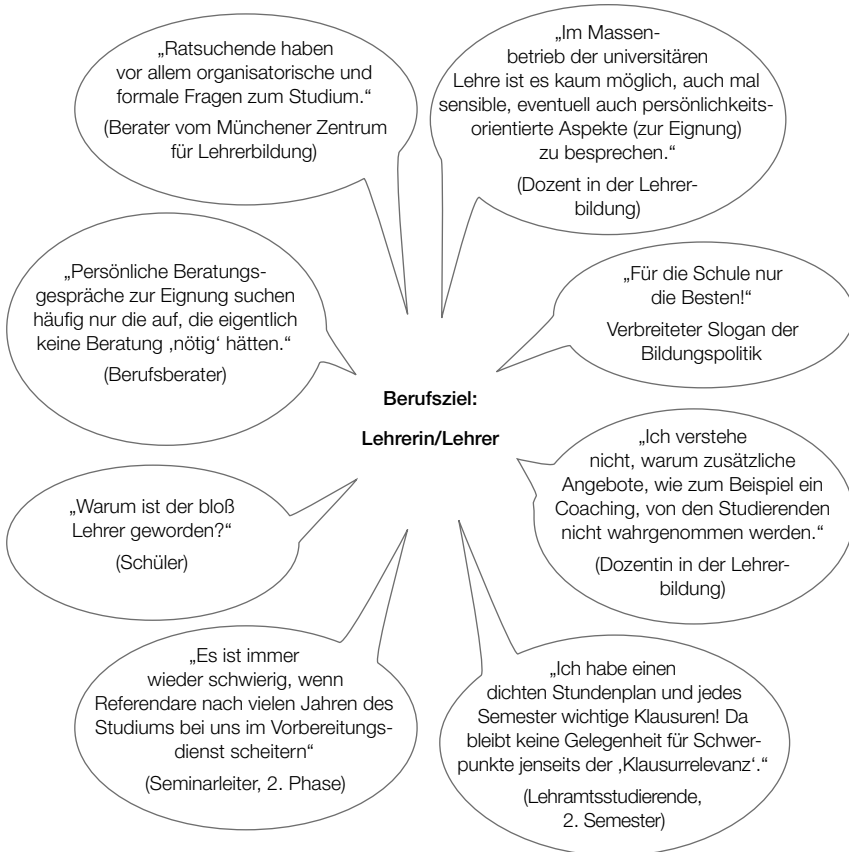 „Ratsuchende haben
vor allem organisatorische und
formale Fragen zum Studium.“
(Berater vom Münchener Zentrum
für Lehrerbildung)
„Im Massen-
betrieb der universitären
Lehre ist es kaum möglich, auch mal
sensible, eventuell auch persönlichkeits-
orientierte Aspekte (zur Eignung)
zu besprechen.“
(Dozent in der Lehrer-
bildung)
„Persönliche Beratungs-
gespräche zur Eignung suchen
häufig nur die auf, die eigentlich
keine Beratung ‚nötig‘ hätten.“
(Berufsberater)
„Für die Schule nur
die Besten!“
Verbreiteter Slogan der
Bildungspolitik
Berufsziel:
Lehrerin/Lehrer
„Warum ist der bloß
Lehrer geworden?“
(Schüler)
„Ich verstehe
nicht, warum zusätzliche
Angebote, wie zum Beispiel ein
Coaching, von den Studierenden
nicht wahrgenommen werden.“
(Dozentin in der Lehrer-
bildung)
„Es ist immer
wieder schwierig, wenn
Referendare nach vielen Jahren des
Studiums bei uns im Vorbereitungs-
dienst scheitern“
(Seminarleiter, 2. Phase)
„Ich habe einen
dichten Stundenplan und jedes
Semester wichtige Klausuren! Da
bleibt keine Gelegenheit für Schwer-
punkte jenseits der ‚Klausurrelevanz‘.“
(Lehramtsstudierende,
2. Semester)